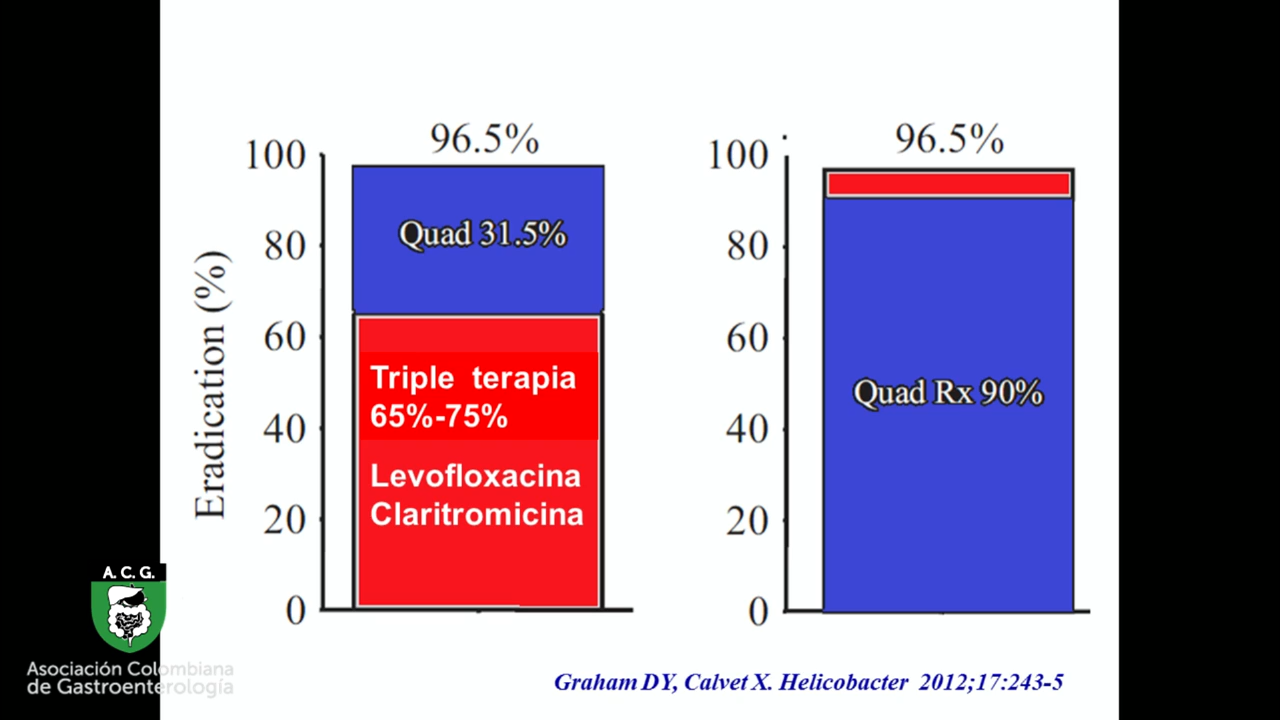 96.5%
100
80
60
40
20
0
Eradication (%)
Quad 31.5%
Triple terapia
65%-75%
Levofloxacina
Claritromicina
96.5%
100
80
60
40
20
0
Quad Rx 90%
A. C. G.
Asociación Colombiana
de Gastroenterología
Graham DY, Calvet X. Helicobacter 2012;17:243-5